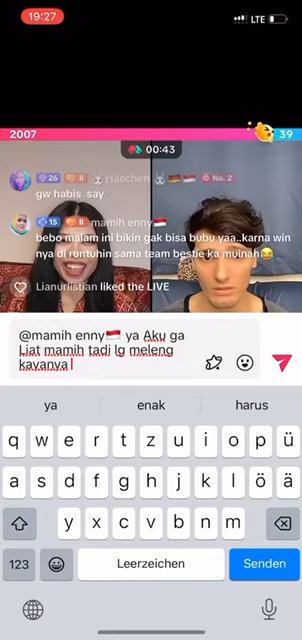 19:27
LTE
2007
39
00:43
26 8 Häschen No. 2
gw habis say
15 8 mamih enny
bebo malam ini bikin gak bisa bubu yaa..karna win
nya di runtuhin sama team bestie ka muinah
Lianurlistian liked the LIVE
@mamih enny ya Aku ga
Liat mamih tadi lg meleng
kayanya
ya enak harus
q w e r t z u i o p ü
a s d f g h j k l ö ä
y x c v b n m
123 Leerzeichen Senden